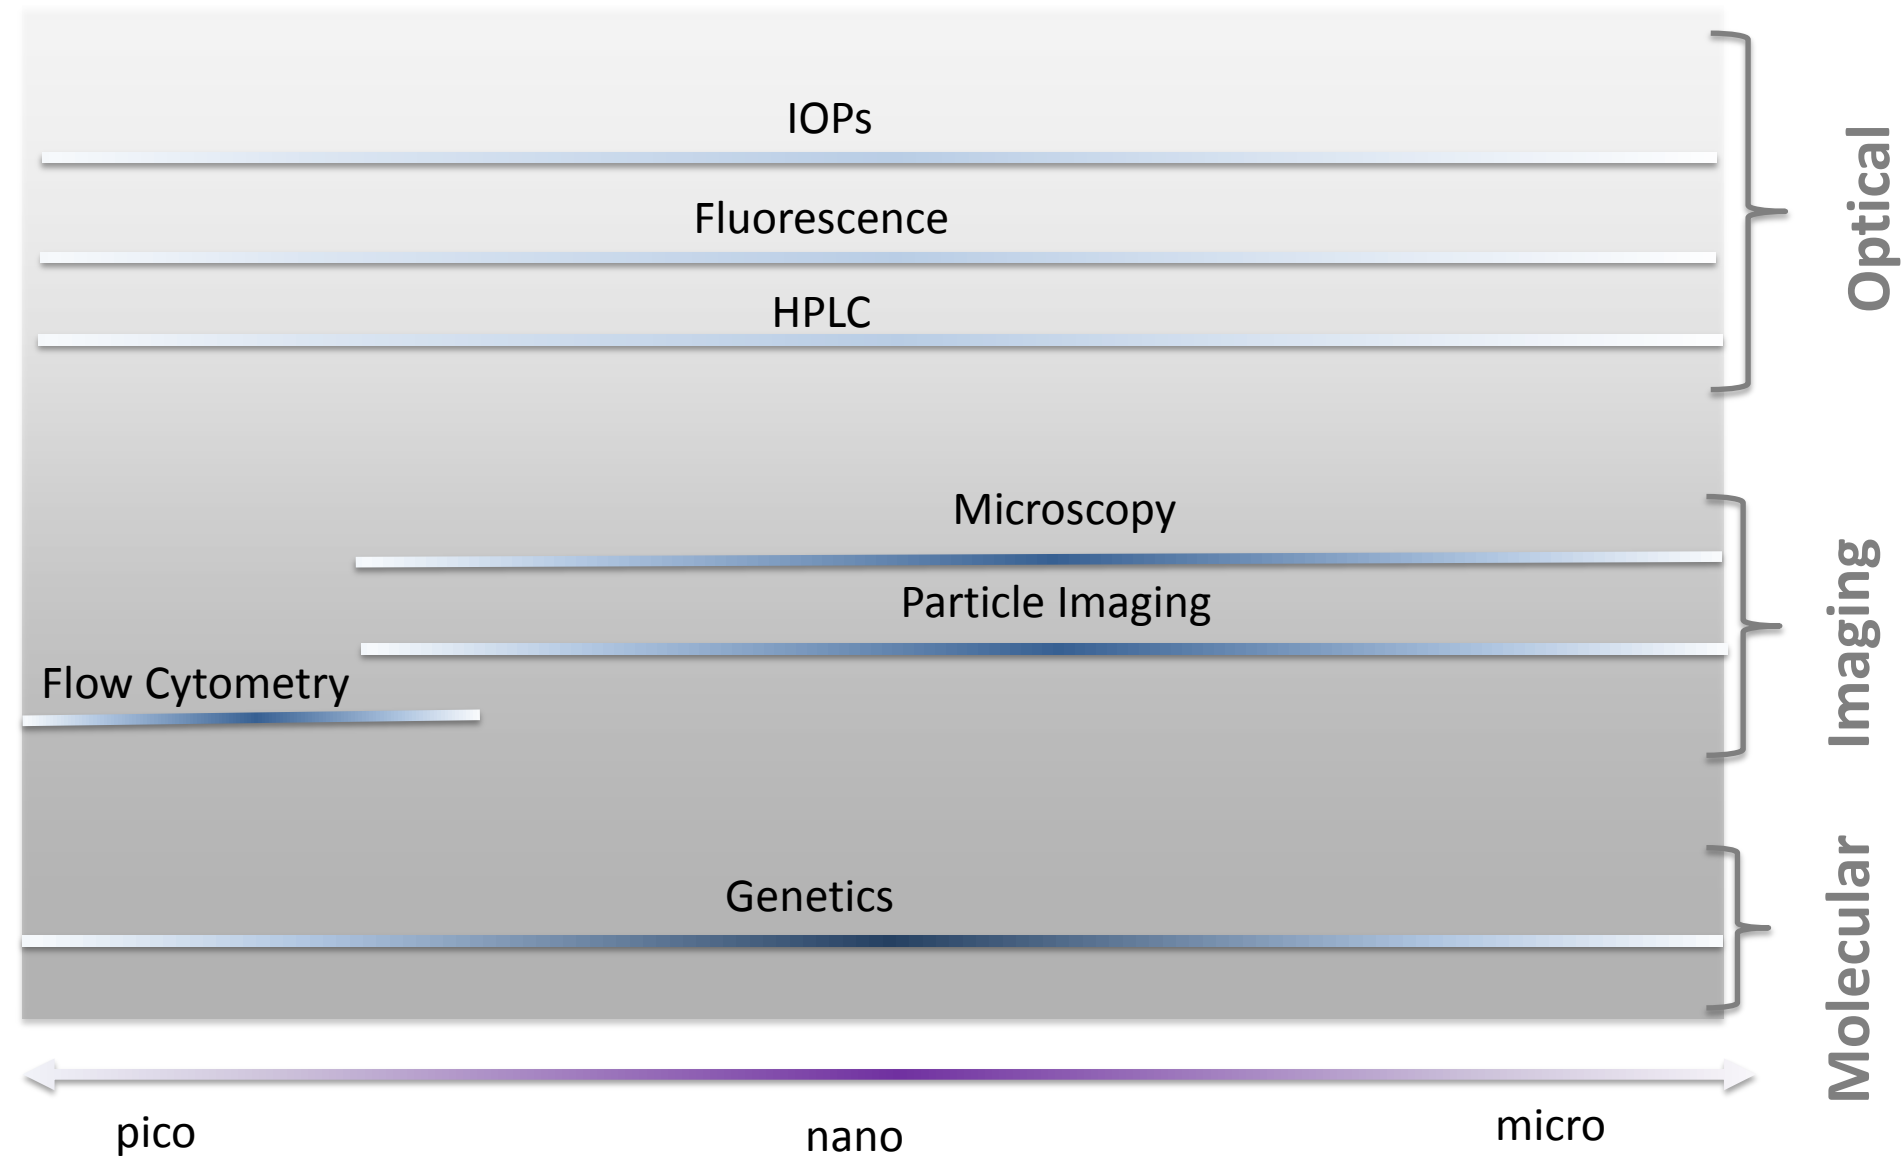 IOPs
Fluorescence
HPLC
Optical
Microscopy
Particle Imaging
Flow Cytometry
Imaging
Genetics
Molecular
pico
nano
micro